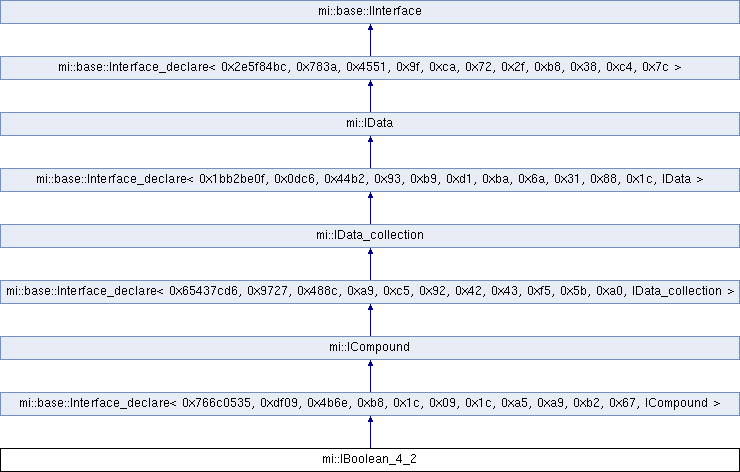 mi::base::IInterface
mi::base::Interface_declare< 0x2e5f84bc, 0x783a, 0x4551, 0x9f, 0xca, 0x72, 0x2f, 0xb8, 0x38, 0xc4, 0x7c >
mi::IData
mi::base::Interface_declare< 0x1bb2be0f, 0x0dc6, 0x44b2, 0x93, 0xb9, 0xd1, 0xba, 0x6a, 0x31, 0x88, 0x1c, IData >
mi::IData_collection
mi::base::Interface_declare< 0x65437cd6, 0x9727, 0x488c, 0xa9, 0xc5, 0x92, 0x42, 0x43, 0xf5, 0x5b, 0xa0, IData_collection >
mi::ICompound
mi::base::Interface_declare< 0x766c0535, 0xdf09, 0x4b6e, 0xb8, 0x1c, 0x09, 0x1c, 0xa5, 0xa9, 0xb2, 0x67, ICompound >
mi::IBoolean_4_2